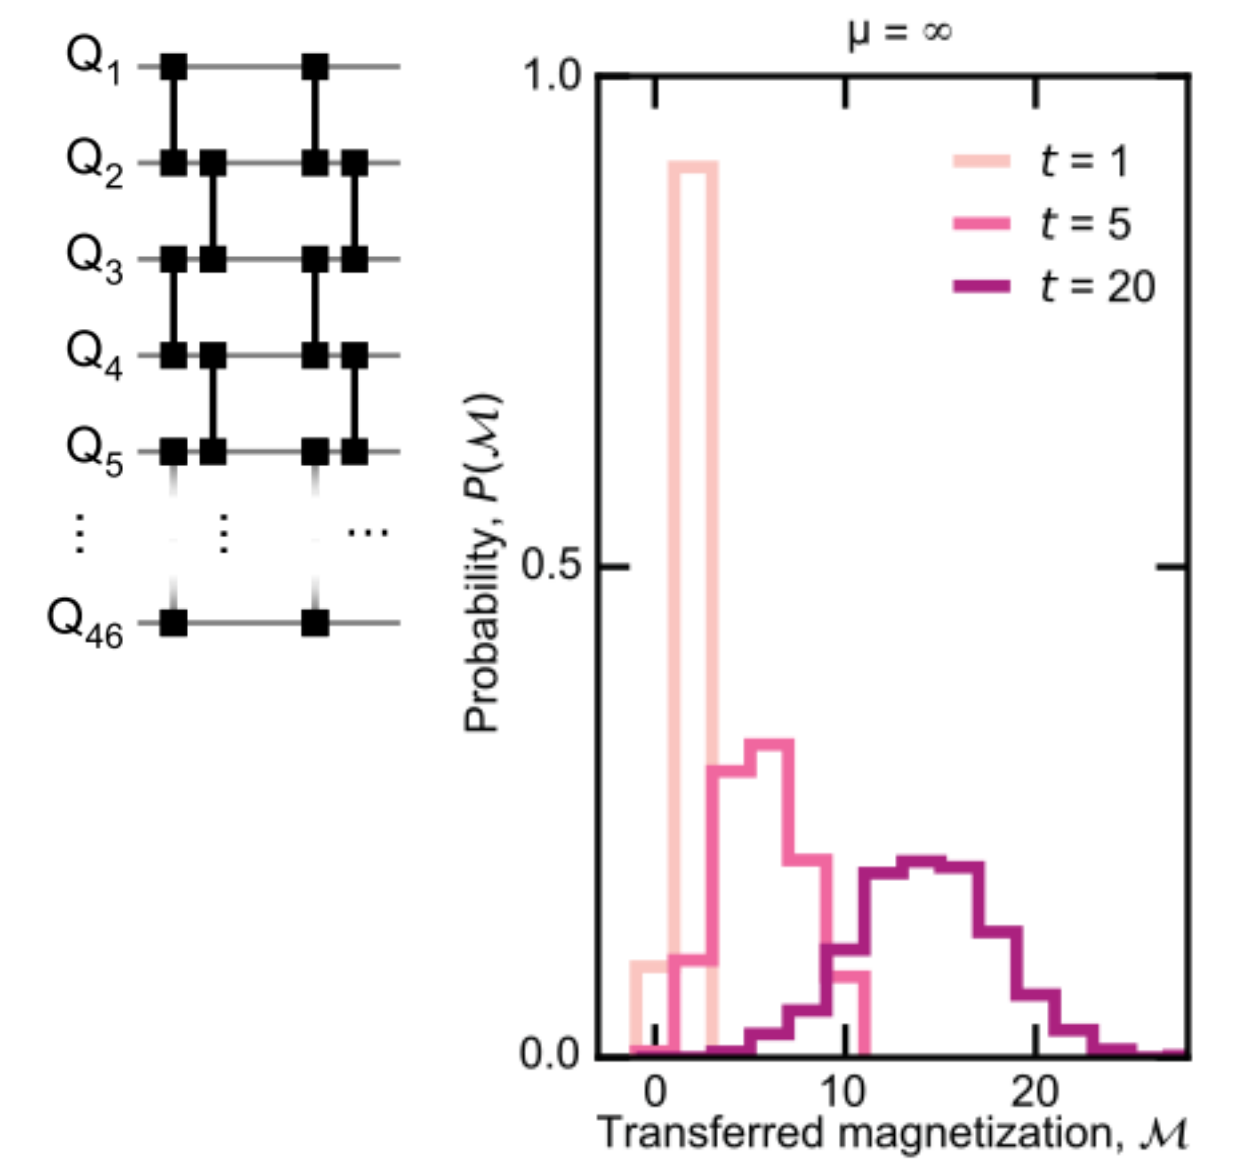 Q1
Q2
Q3
Q4
Q5
⋮ ⋮ ...
Q46
μ = ∞
1.0
0.5
0.0
Probability, P(ℳ)
t = 1
t = 5
t = 20
0 10 20
Transferred magnetization, ℳ